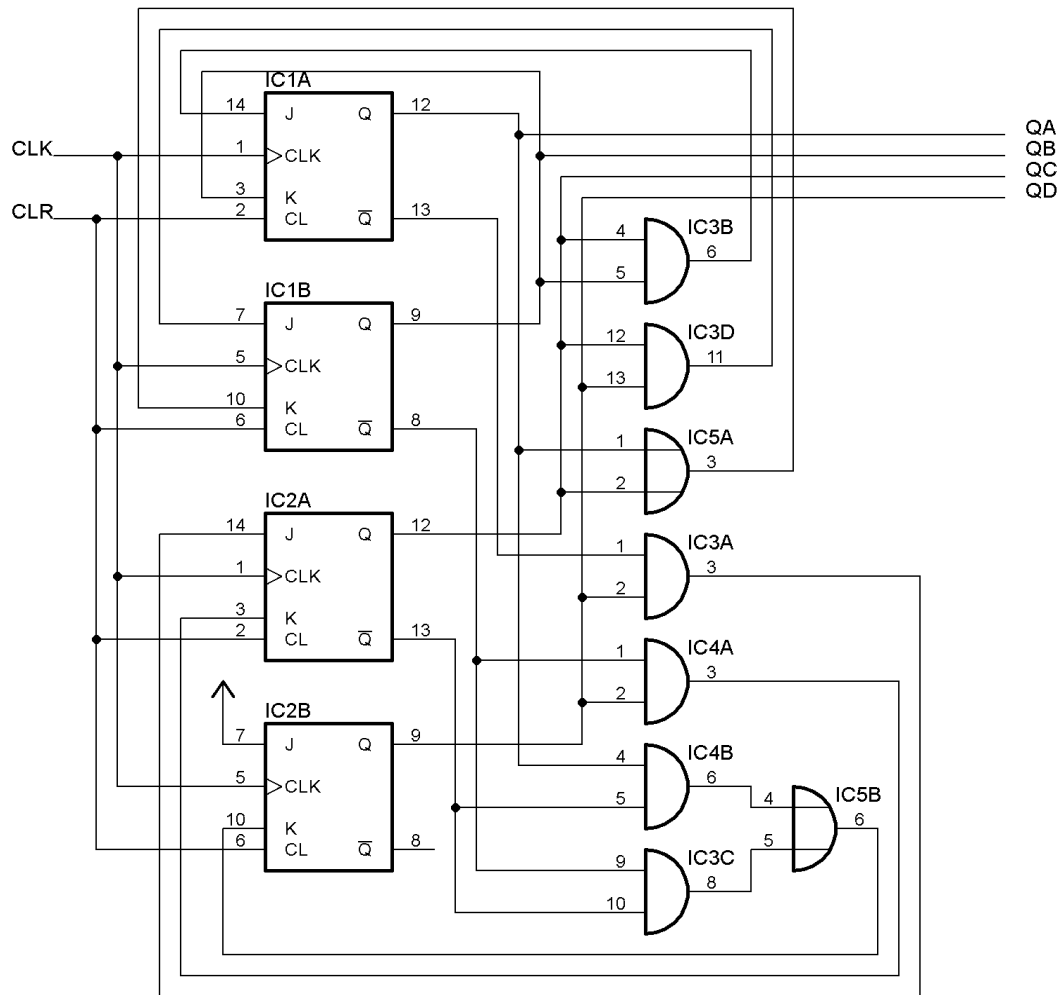 IC1A
14 J Q 12
CLK 1 CLK
QA
QB
QC
QD
3 K
CLR 2 CL Q̅ 13
IC3B
4
6
5
IC1B
7 J Q 9
IC3D
12
11
5 CLK
13
10 K
6 CL Q̅ 8
IC5A
1
3
2
IC2A
14 J Q 12
IC3A
1
3
1 CLK
2
3 K
2 CL Q̅ 13
IC4A
1
3
2
IC2B
7 J Q 9
IC4B
4
6
5
5 CLK
IC5B
4
6
5
10 K
6 CL Q̅ 8
IC3C
9
8
10